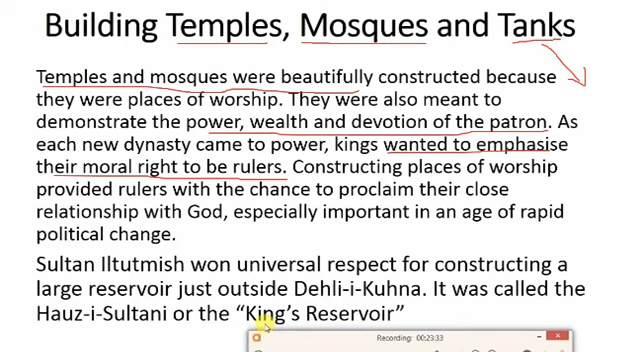 Building Temples, Mosques and Tanks
Temples and mosques were beautifully constructed because
they were places of worship. They were also meant to
demonstrate the power, wealth and devotion of the patron. As
each new dynasty came to power, kings wanted to emphasise
their moral right to be rulers. Constructing places of worship
provided rulers with the chance to proclaim their close
relationship with God, especially important in an age of rapid
political change.
Sultan Iltutmish won universal respect for constructing a
large reservoir just outside Dehli-i-Kuhna. It was called the
Hauz-i-Sultani or the “King’s Reservoir”
Recording: 00:23:33